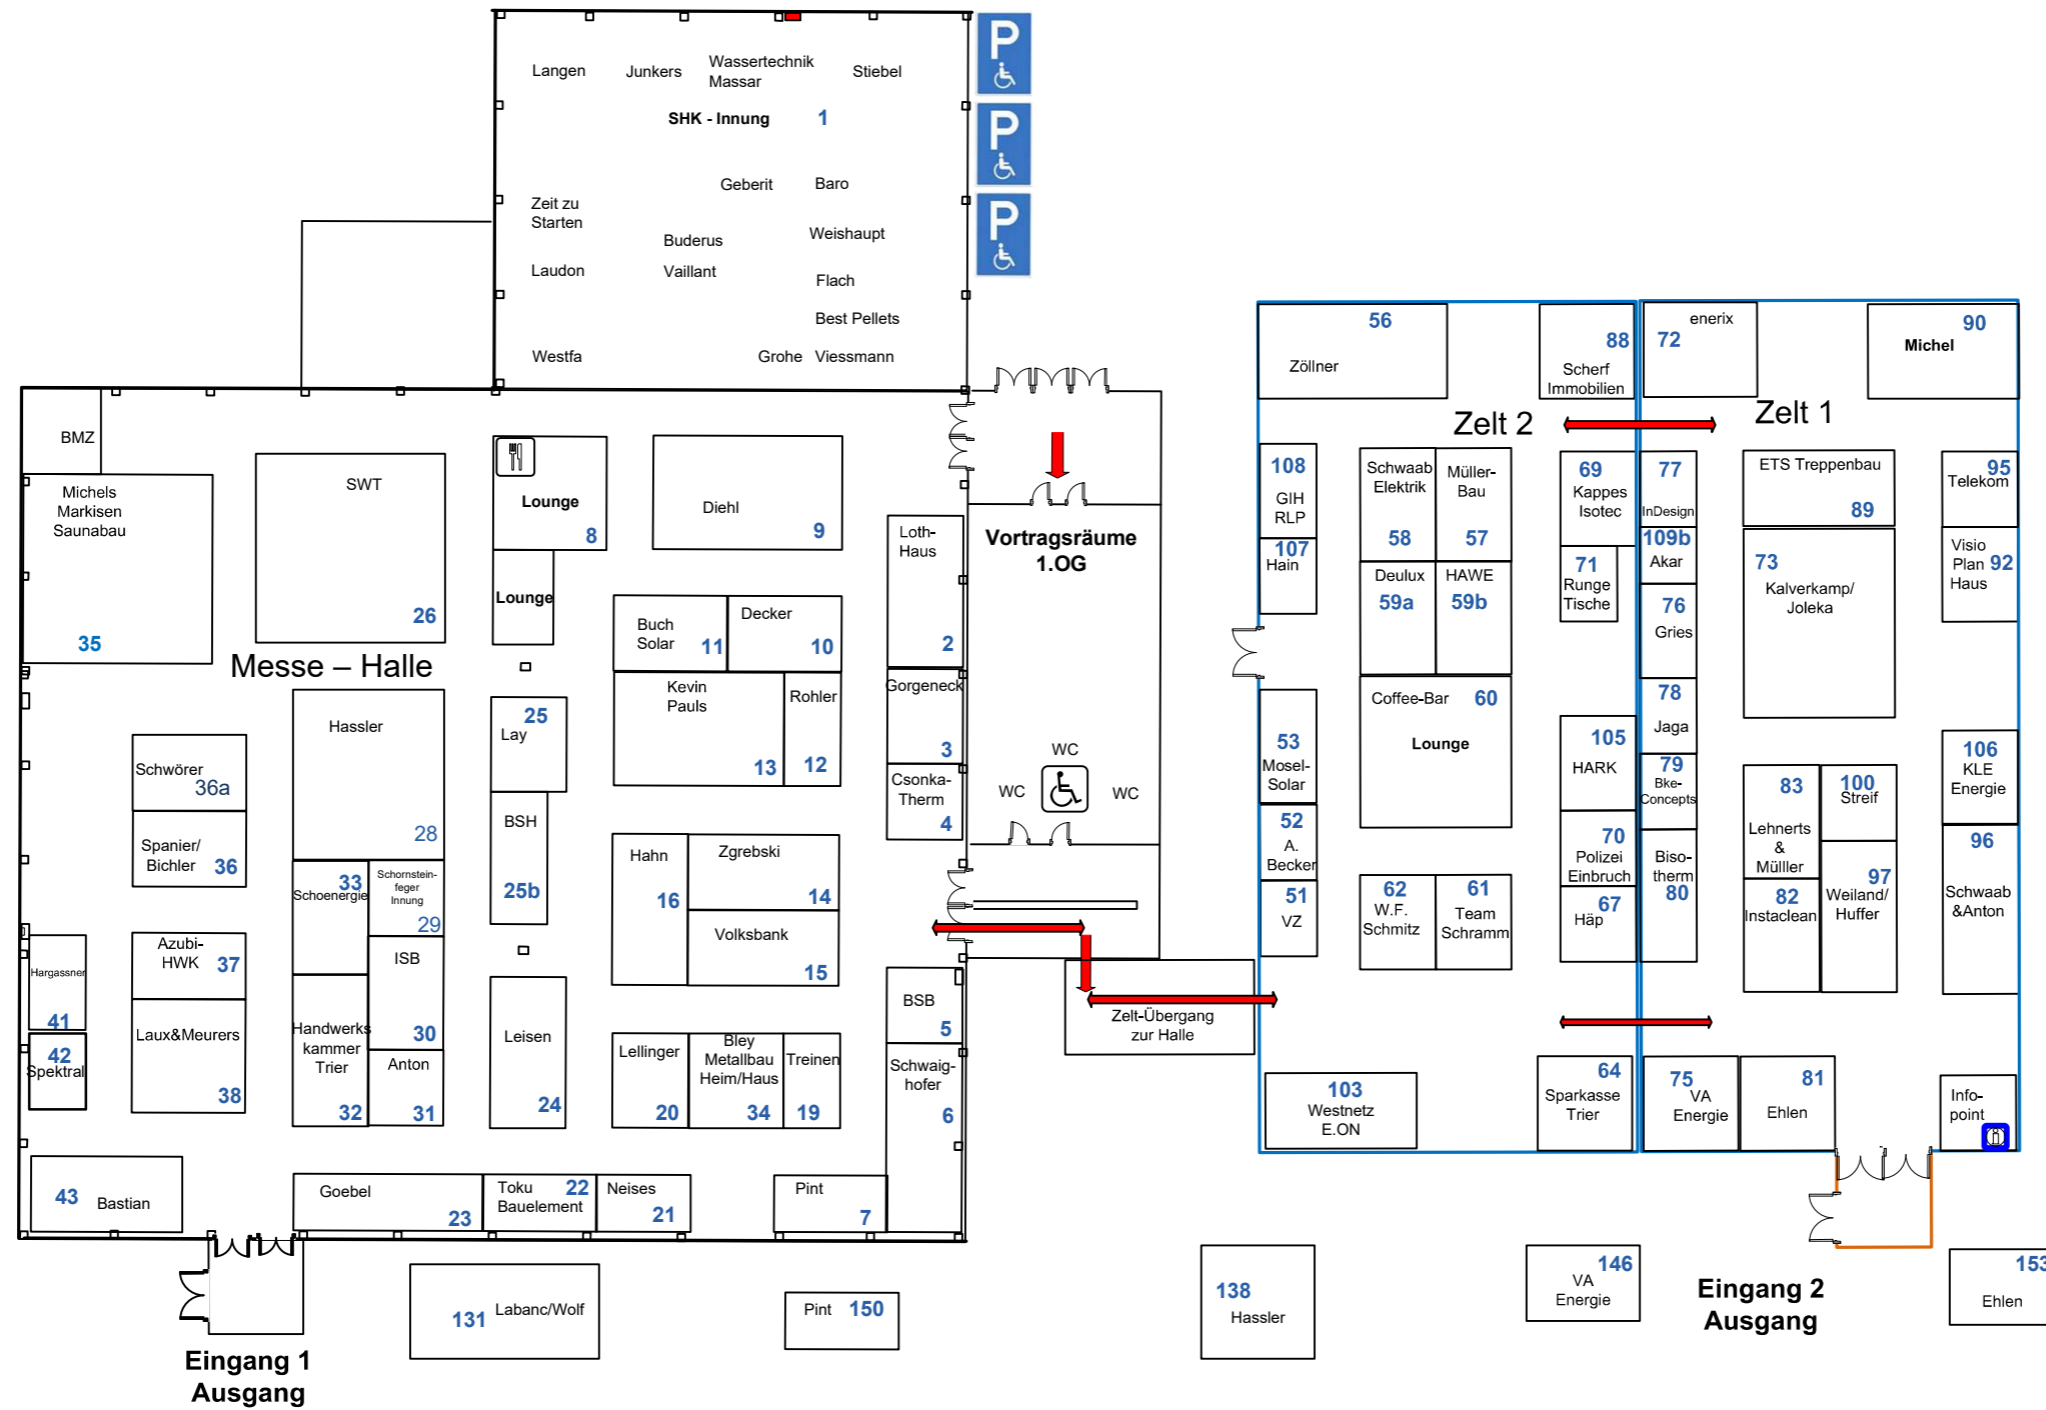 Langen
Junkers
Wassertechnik
Massar
Stiebel
SHK - Innung
1
Geberit
Baro
Zeit zu
Starten
Buderus
Weishaupt
Laudon
Vaillant
Flach
Best Pellets
Westfa
Grohe
Viessmann
P
P
P
BMZ
Michels
Markisen
Saunabau
35
SWT
26
Lounge
8
Lounge
Diehl
9
Loth-
Haus
2
Buch
Solar
11
Decker
10
Kevin
Pauls
13
Rohler
12
Gorgeneck
3
Csonka-
Therm
4
Messe – Halle
Hassler
28
25
Lay
BSH
25b
Schwörer
36a
Spanier/
Bichler
36
33
Schoenergie
Schornstein-
feger
Innung
29
Hahn
16
Zgrebski
14
Volksbank
15
Azubi-
HWK
37
Hargassner
41
42
Spektral
Laux&Meurers
38
ISB
30
Handwerks
kammer
Trier
32
Anton
31
Leisen
24
Lellinger
20
Bley
Metallbau
Heim/Haus
34
Treinen
19
BSB
5
Schwaig-
hofer
6
43
Bastian
Goebel
23
Toku
22
Bauelement
Neises
21
Pint
7
Eingang 1
Ausgang
131
Labanc/Wolf
Pint
150
Vortragsräume
1.OG
WC
WC
WC
Zelt-Übergang
zur Halle
56
Zöllner
88
Scherf
Immobilien
Zelt 2
108
GIH
RLP
107
Hain
Schwaab
Elektrik
58
Müller-
Bau
57
69
Kappes
Isotec
Deulux
59a
HAWE
59b
71
Runge
Tische
Coffee-Bar
60
Lounge
53
Mosel-
Solar
52
A.
Becker
51
VZ
105
HARK
70
Polizei
Einbruch
67
Häp
62
W.F.
Schmitz
61
Team
Schramm
103
Westnetz
E.ON
64
Sparkasse
Trier
enerix
72
90
Michel
Zelt 1
77
InDesign
109b
Akar
76
Gries
78
Jaga
79
Bke-
Concepts
Biso-
therm
80
ETS Treppenbau
89
73
Kalverkamp/
Joleka
95
Telekom
Visio
Plan
92
Haus
83
Lehnerts
&
Mülller
100
Streif
106
KLE
Energie
82
Instaclean
97
Weiland/
Huffer
96
Schwaab
&Anton
75
VA
Energie
81
Ehlen
Info-
point
138
Hassler
146
VA
Energie
Eingang 2
Ausgang
153
Ehlen